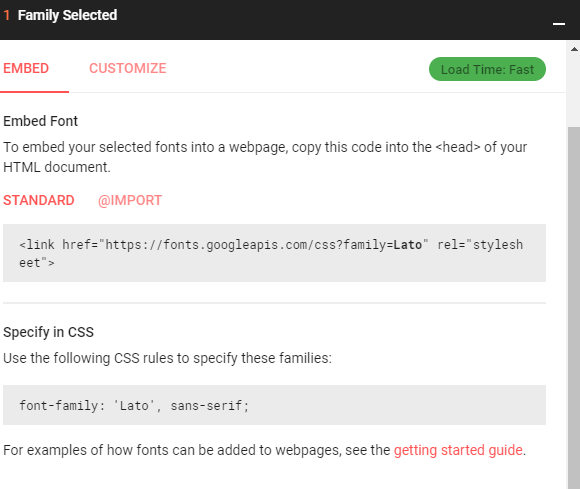 1 Family Selected
EMBED CUSTOMIZE Load Time: Fast
Embed Font
To embed your selected fonts into a webpage, copy this code into the <head> of your
HTML document.
STANDARD @IMPORT
<link href="https://fonts.googleapis.com/css?family=Lato" rel="stylesh
eet">
Specify in CSS
Use the following CSS rules to specify these families:
font-family: 'Lato', sans-serif;
For examples of how fonts can be added to webpages, see the getting started guide.